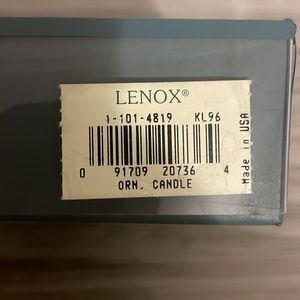 LENOX®
1-101-4819 KL96
0 91709 20736 4
ORN. CANDLE
Made in USA